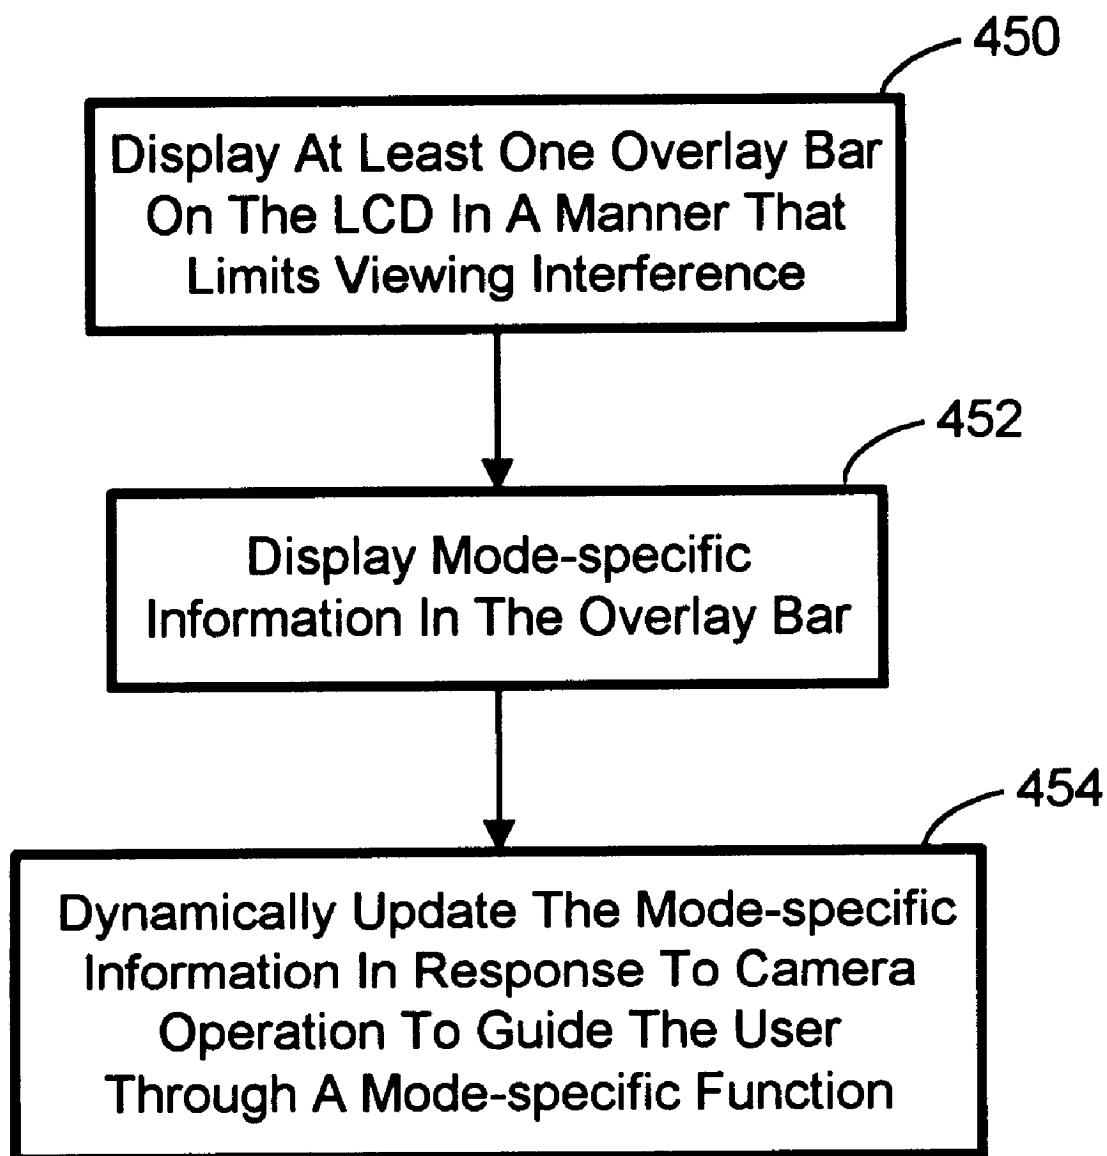 450
Display At Least One Overlay Bar
On The LCD In A Manner That
Limits Viewing Interference
452
Display Mode-specific
Information In The Overlay Bar
454
Dynamically Update The Mode-specific
Information In Response To Camera
Operation To Guide The User
Through A Mode-specific Function